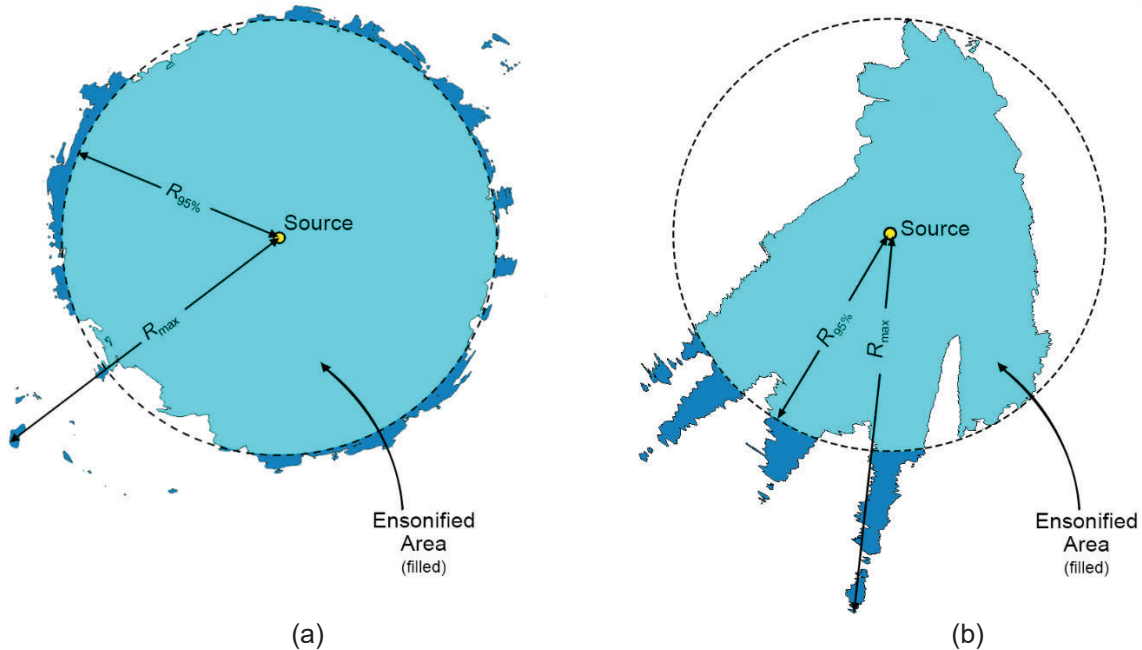 Source
R95%
Rmax
Ensonified
Area
(filled)
(a)
Source
R95%
Rmax
Ensonified
Area
(filled)
(b)